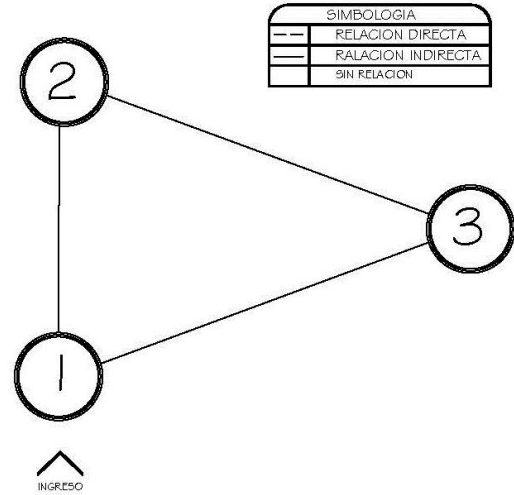 SIMBOLOGIA
RELACION DIRECTA
RALACION INDIRECTA
SIN RELACION
2
3
1
INGRESO